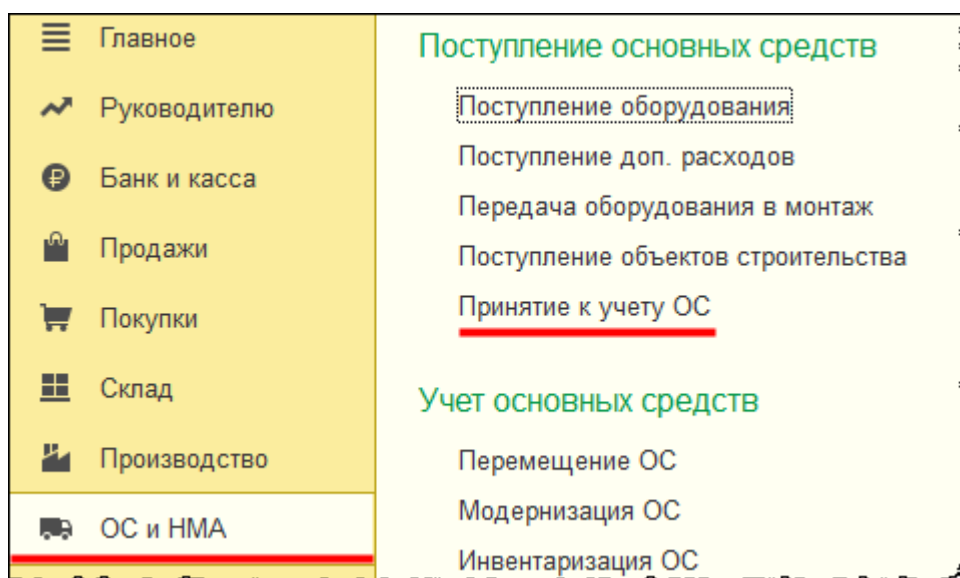 Главное
Руководителю
Банк и касса
Продажи
Покупки
Склад
Производство
ОС и НМА
Поступление основных средств
Поступление оборудования
Поступление доп. расходов
Передача оборудования в монтаж
Поступление объектов строительства
Принятие к учету ОС
Учет основных средств
Перемещение ОС
Модернизация ОС
Инвентаризация ОС